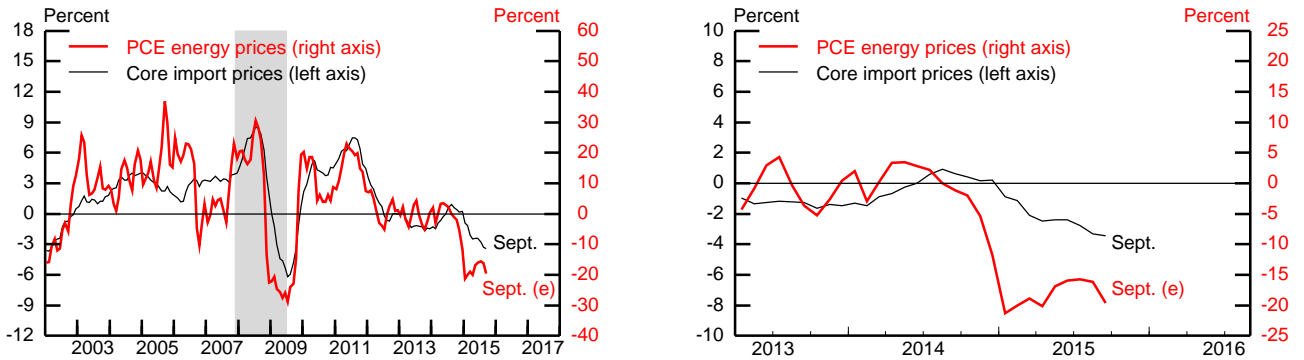 Percent Percent
18 60
PCE energy prices (right axis)
Core import prices (left axis)
15 50
12 40
9 30
6 20
3 10
0 0
-3 -10
Sept.
-6 -20
Sept. (e)
-9 -30
-12 -40
2003 2005 2007 2009 2011 2013 2015 2017
Percent Percent
10 25
PCE energy prices (right axis)
Core import prices (left axis)
8 20
6 15
4 10
2 5
0 0
-2 -5
-4 -10
Sept.
-6 -15
Sept. (e)
-8 -20
-10 -25
2013 2014 2015 2016